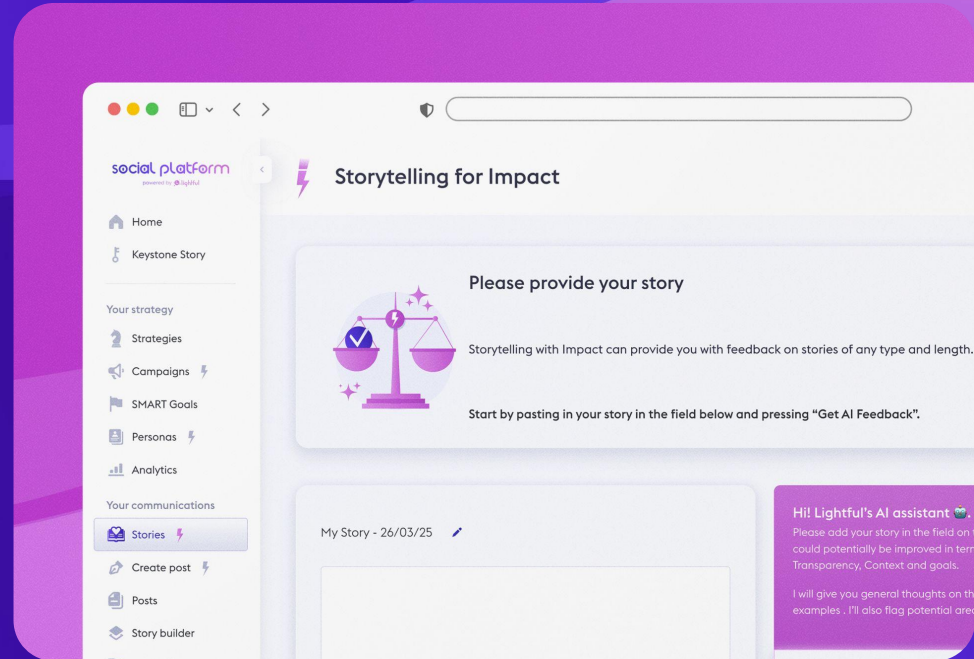 social platform
powered by lightful
Storytelling for Impact
Home
Keystone Story
Your strategy
Strategies
Campaigns
SMART Goals
Personas
Analytics
Your communications
Stories
Create post
Posts
Story builder
Please provide your story
Storytelling with Impact can provide you with feedback on stories of any type and length.
Start by pasting in your story in the field below and pressing “Get AI Feedback”.
My Story - 26/03/25
Hi! Lightful's AI assistant 🤖.
Please add your story in the field on
could potentially be improved in
Transparency, Context and goals.
I will give you general thoughts on
examples . I'll also flag potential